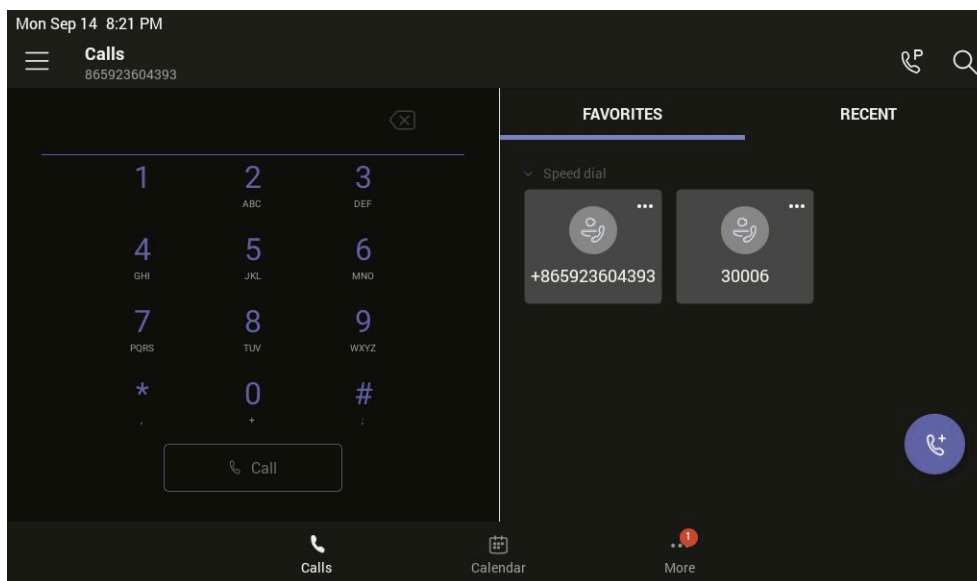 Mon Sep 14 8:21 PM
Calls
865923604393
P
FAVORITES
RECENT
Speed dial
+865923604393
30006
1
2
3
ABC
DEF
4
5
6
GHI
JKL
MNO
7
8
9
PQRS
TUV
WXYZ
*
0
#
,
+
;
Call
Calls
Calendar
1
More